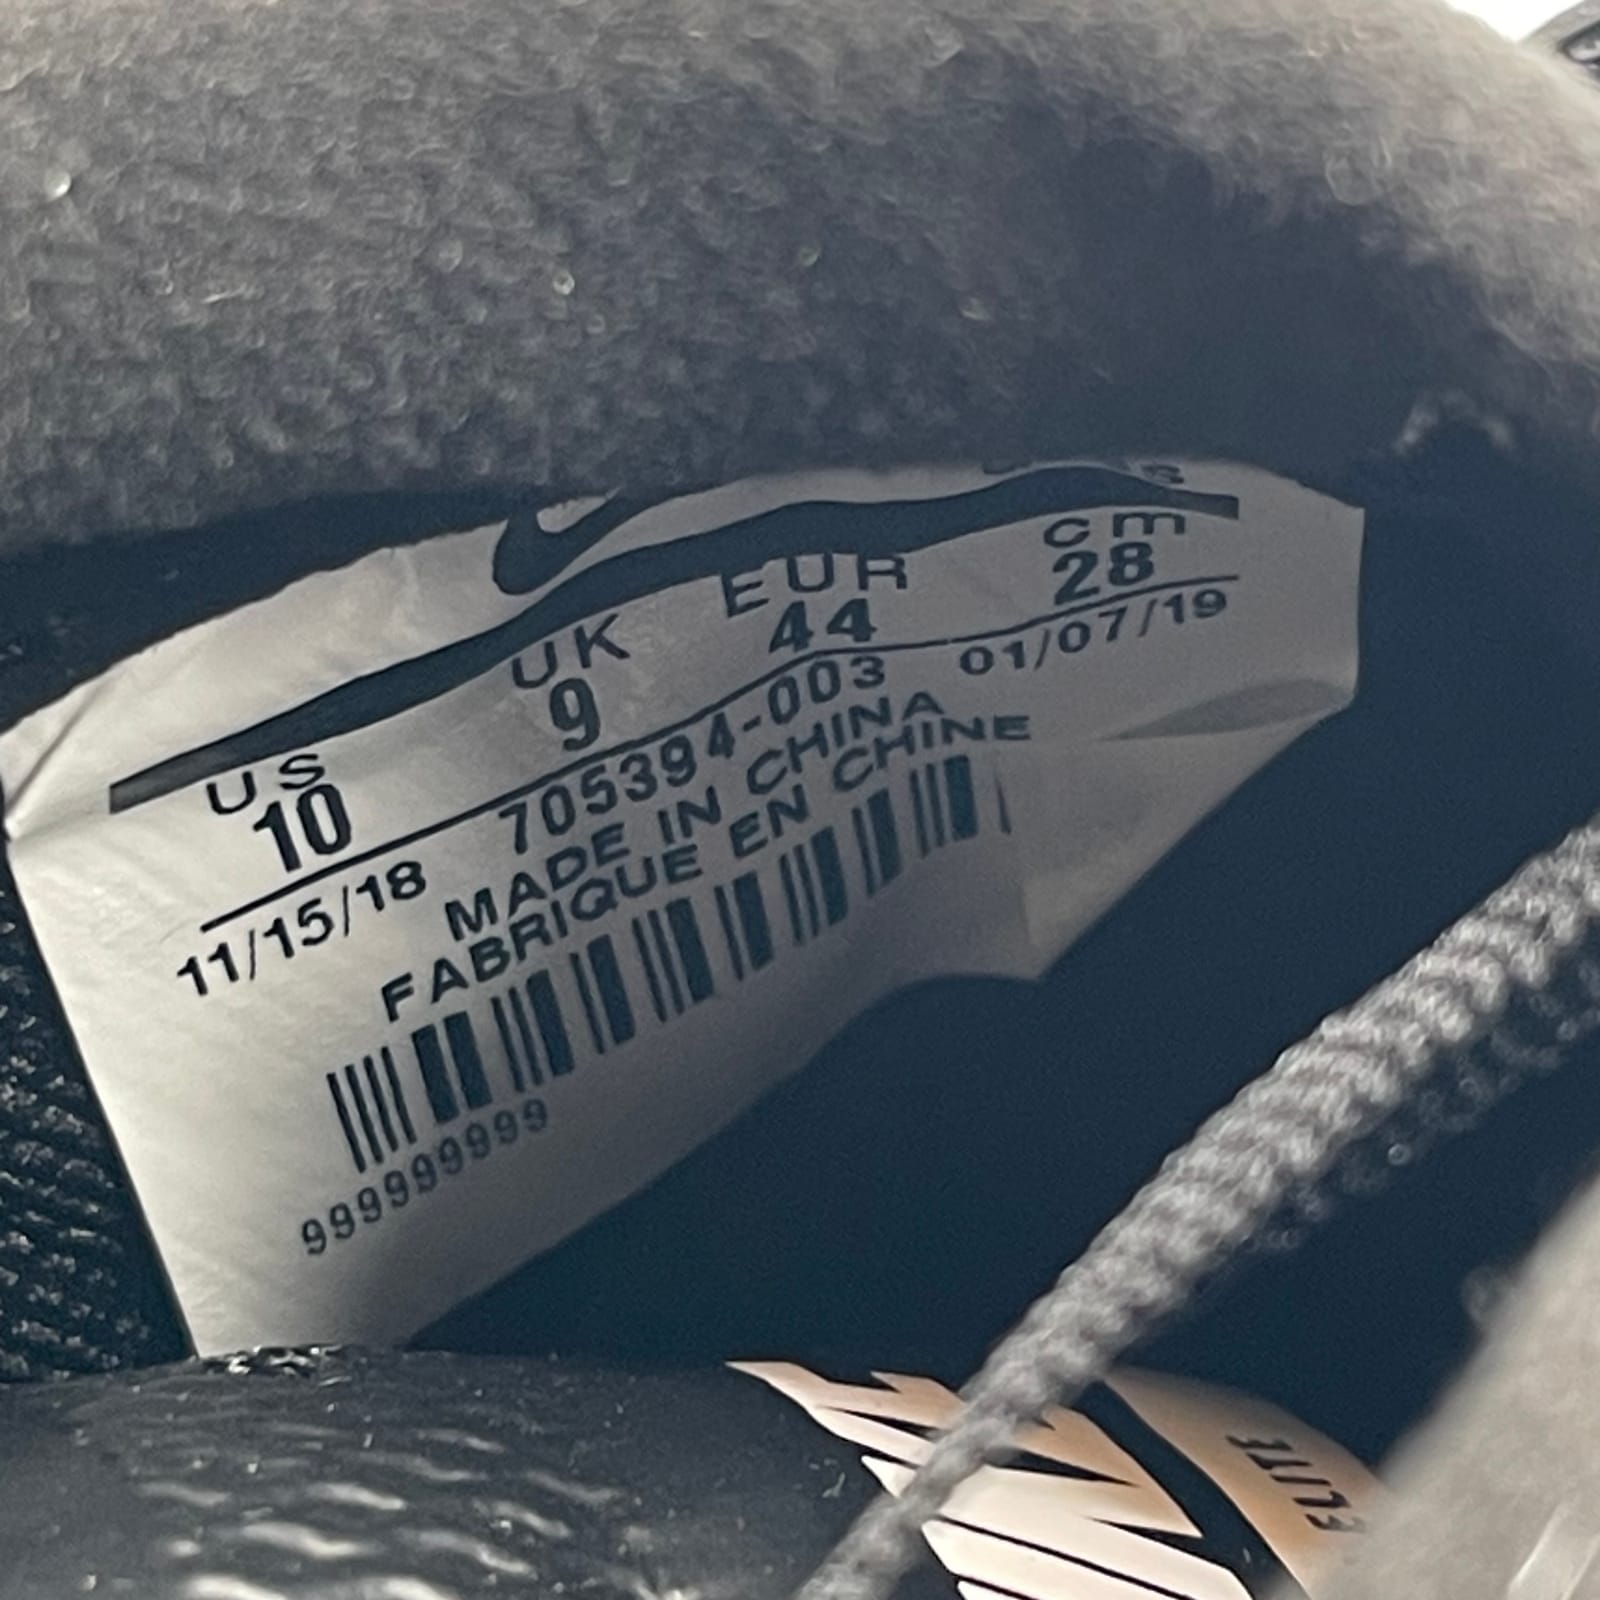 US UK EUR cm
10 9 44 28
11/15/18 705394-003 01/07/19
MADE IN CHINA
FABRIQUE EN CHINE
999999999
ELITE